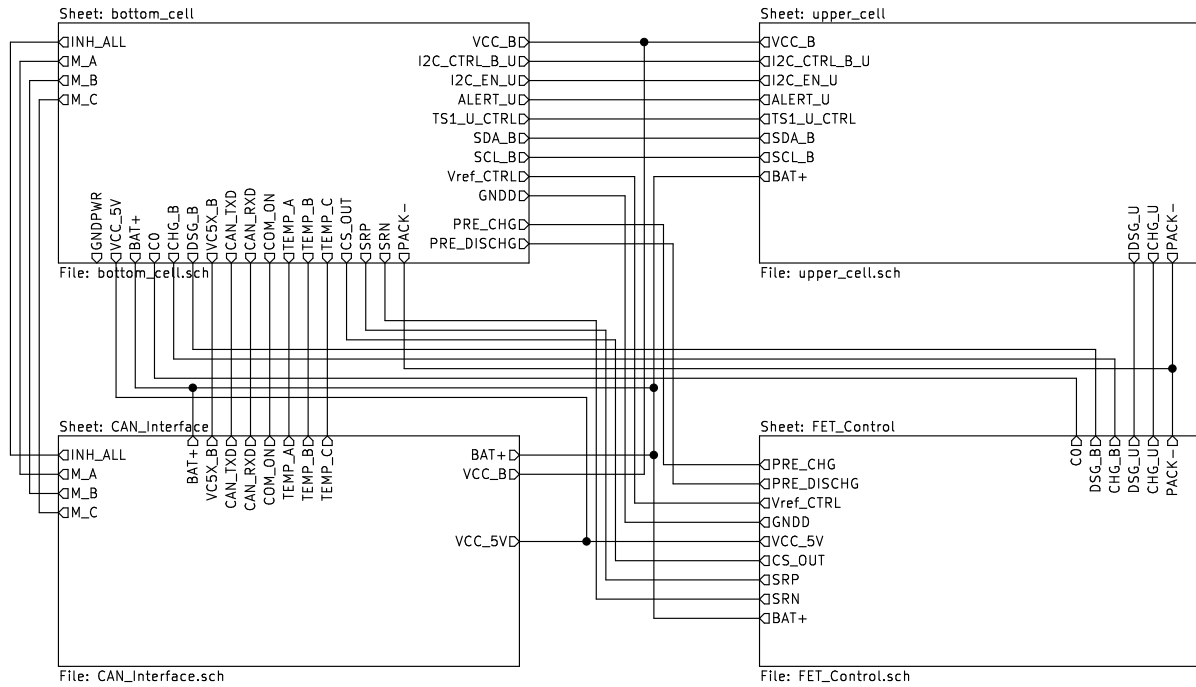 Sheet: bottom_cell
INH_ALL
M_A
M_B
M_C
VCC_B
I2C_CTRL_B_U
I2C_EN_U
ALERT_U
TS1_U_CTRL
SDA_B
SCL_B
Vref_CTRL
GNDD
PRE_CHG
PRE_DISCHG
GNDPWR
VCC_5V
BAT+
C0
CHG_B
DSG_B
VC5X_B
CAN_TXD
CAN_RXD
COM_ON
TEMP_A
TEMP_B
TEMP_C
CS_OUT
SRP
SRN
PACK-
File: bottom_cell.sch
Sheet: upper_cell
VCC_B
I2C_CTRL_B_U
I2C_EN_U
ALERT_U
TS1_U_CTRL
SDA_B
SCL_B
BAT+
DSG_U
CHG_U
PACK-
File: upper_cell.sch
Sheet: CAN_Interface
INH_ALL
M_A
M_B
M_C
BAT+
VC5X_B
CAN_TXD
CAN_RXD
COM_ON
TEMP_A
TEMP_B
TEMP_C
BAT+
VCC_B
VCC_5V
File: CAN_Interface.sch
Sheet: FET_Control
PRE_CHG
PRE_DISCHG
Vref_CTRL
GNDD
VCC_5V
CS_OUT
SRP
SRN
BAT+
C0
DSG_B
CHG_B
DSG_U
CHG_U
PACK-
File: FET_Control.sch